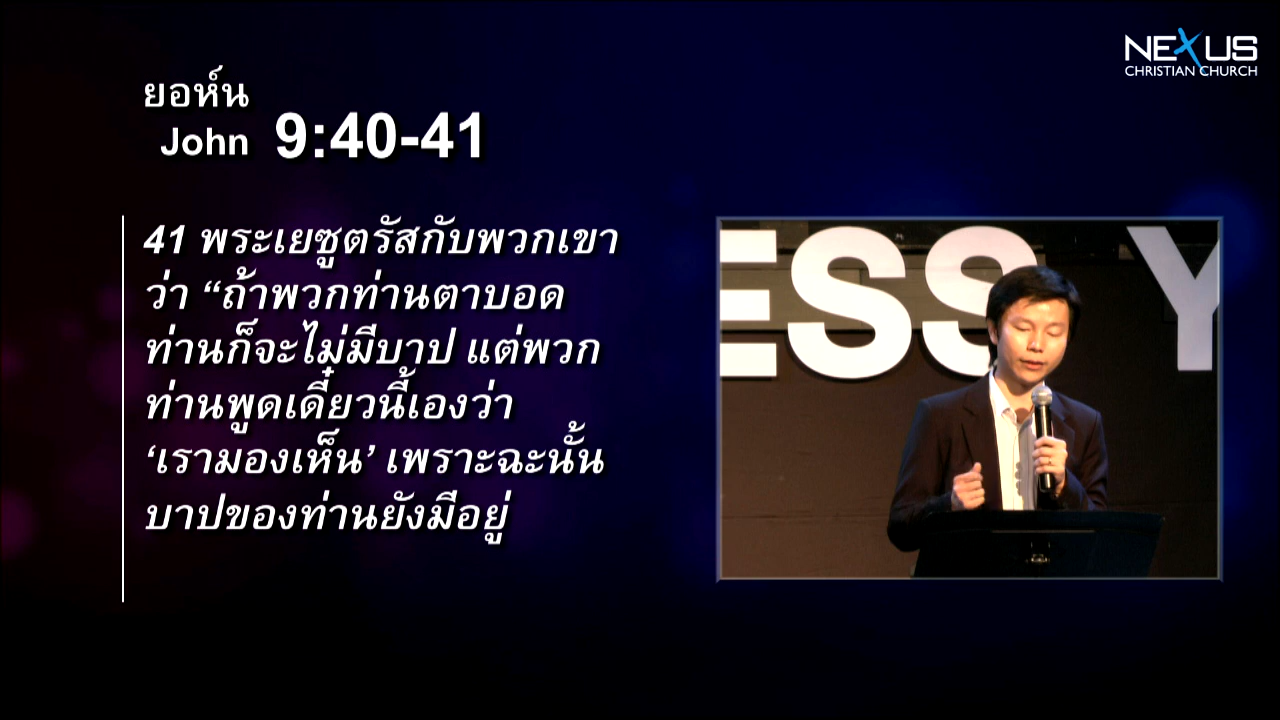 NEXUS
CHRISTIAN CHURCH
ยอห์น
John 9:40-41
41 พระเยซูตรัสกับพวกเขา
ว่า “ถ้าพวกท่านตาบอด
ท่านก็จะไม่มีบาป แต่พวก
ท่านพูดเดี๋ยวนี้เองว่า
‘เรามองเห็น’ เพราะฉะนั้น
บาปของท่านยังมีอยู่
ESS Y